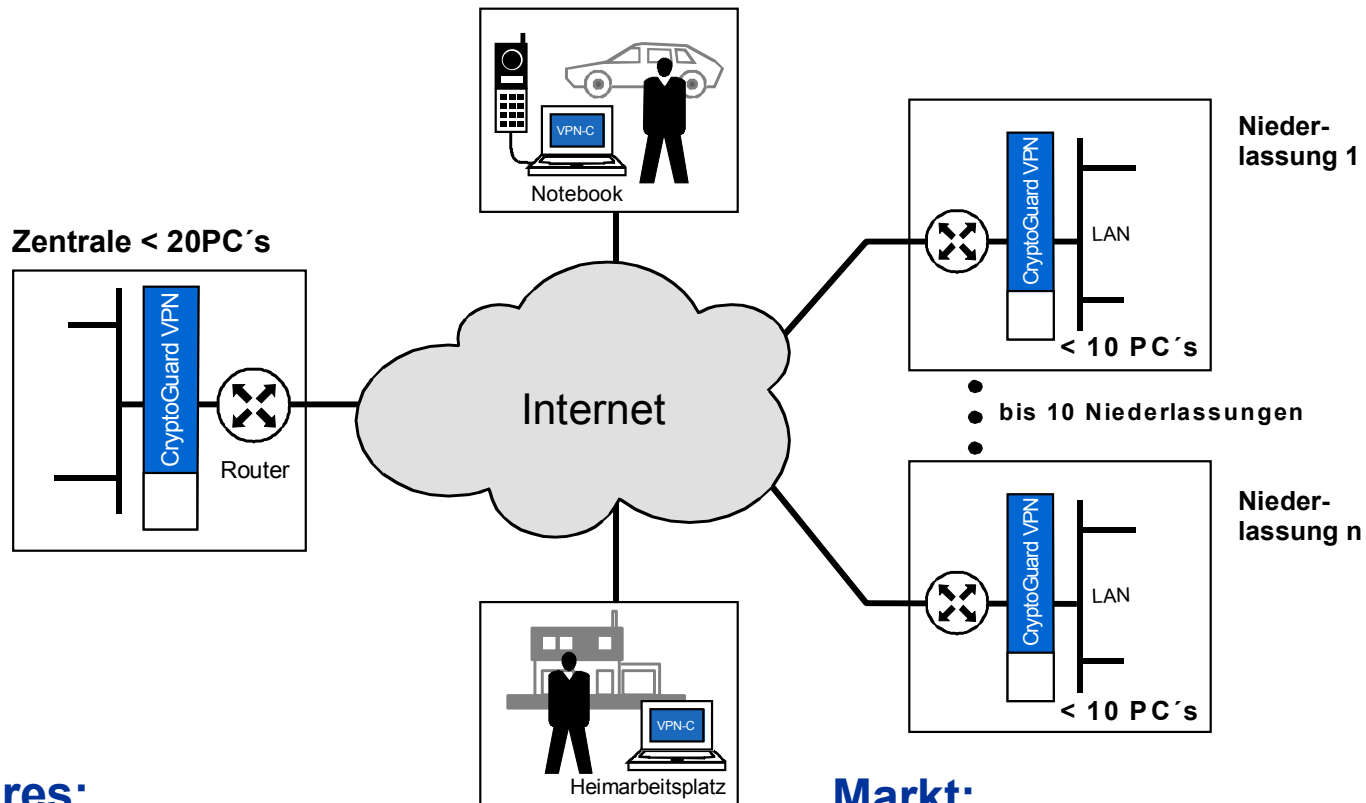 VPN-C
Notebook
Zentrale < 20PC´s
CryptoGuard VPN
Router
Internet
CryptoGuard VPN
LAN
< 10 PC´s
Nieder-
lassung 1
bis 10 Niederlassungen
CryptoGuard VPN
LAN
< 10 PC´s
Nieder-
lassung n
VPN-C
Heimarbeitsplatz
res:
Markt: